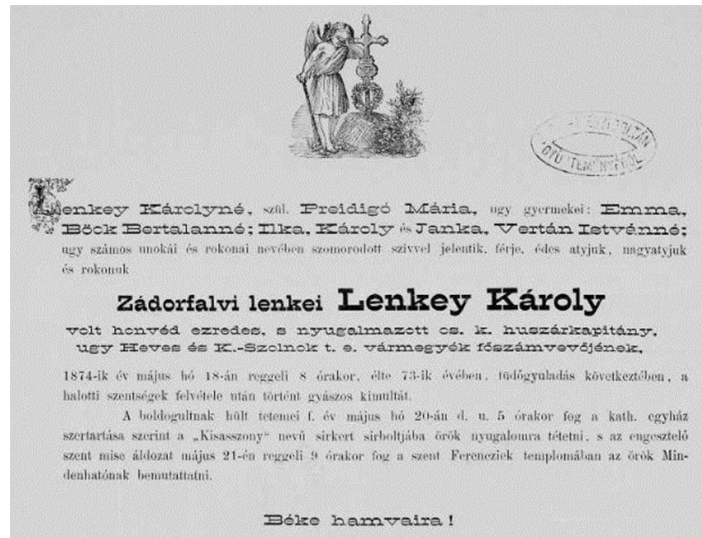 ZOLTÁN
GYŰJTEMÉNYÉBŐL
Lenkey Károlyné, szül. Preidigó Mária, ugy gyermekei: Emma,
Böck Bertalanné; Ilka, Károly és Janka, Vertán Istvánné;
ugy számos unokái és rokonai nevében szomorodott szivvel jelentik, férje, édes atyjuk, nagyatyjuk
és rokonuk
Zádorfalvi lenkei Lenkey Károly
volt honvéd ezredes, s nyugalmazott cs. k. huszárkapitány,
ugy Heves és K.-Szolnok t. e. vármegyék főszámvevőjének,
1874-ik év május hó 18-án reggeli 8 órakor, élte 73-ik évében, tüdőgyuladás következtében, a
halotti szentségek felvétele után történt gyászos kimultát.
A boldogultnak hült tetemei f. év május hó 20-án d. u. 5 órakor fog a kath. egyház
szertartása szerint a „Kisasszony" nevű sirkert sirboltjába örök nyugalomra tétetni, s az engesztelő
szent mise áldozat május 21-én reggeli 9 órakor fog a szent Ferencziek templomában az örök Min-
denhatónak bemutattatni.
Béke hamvaira!